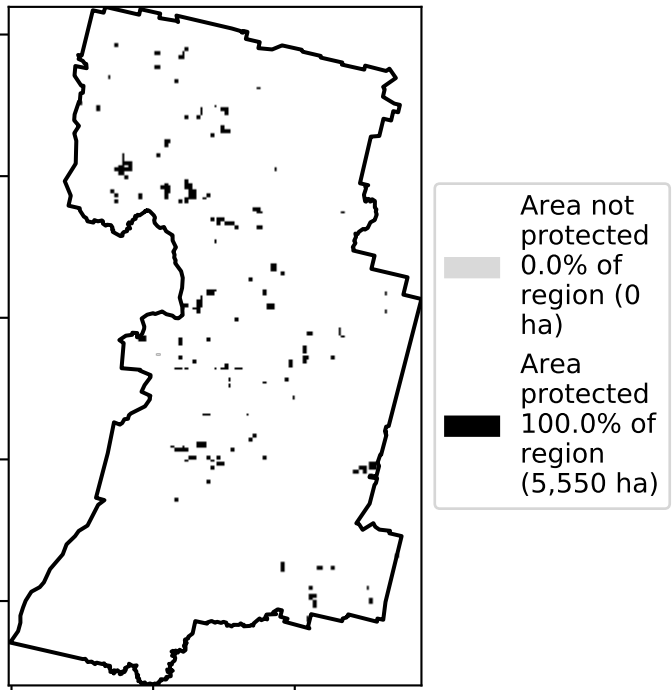 Area not
protected
0.0% of
region (0
ha)
Area
protected
100.0% of
region
(5,550 ha)